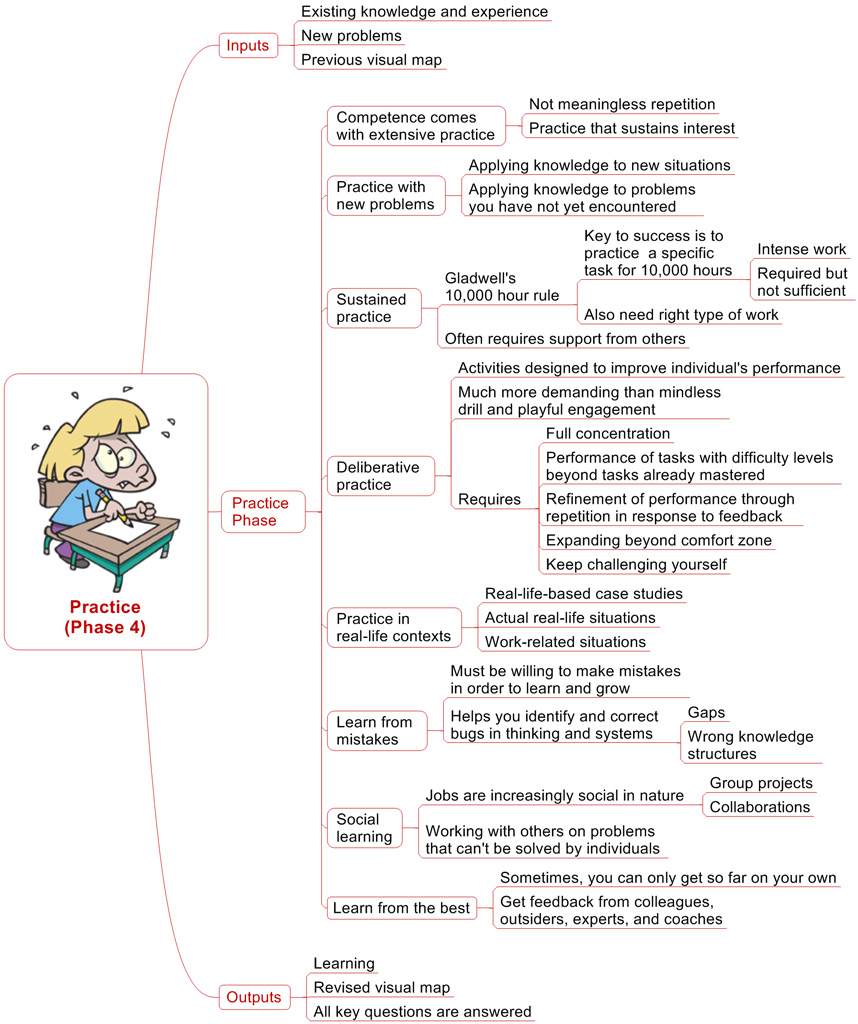 Existing knowledge and experience
Inputs
New problems
Previous visual map
Competence comes
with extensive practice
Not meaningless repetition
Practice that sustains interest
Practice with
new problems
Applying knowledge to new situations
Applying knowledge to problems
you have not yet encountered
Sustained
practice
Gladwell's
10,000 hour rule
Key to success is to
practice a specific
task for 10,000 hours
Intense work
Required but
not sufficient
Also need right type of work
Often requires support from others
Deliberative
practice
Activities designed to improve individual's performance
Much more demanding than mindless
drill and playful engagement
Requires
Full concentration
Performance of tasks with difficulty levels
beyond tasks already mastered
Refinement of performance through
repetition in response to feedback
Expanding beyond comfort zone
Keep challenging yourself
Practice
Phase
Practice
(Phase 4)
Practice in
real-life contexts
Real-life-based case studies
Actual real-life situations
Work-related situations
Learn from
mistakes
Must be willing to make mistakes
in order to learn and grow
Helps you identify and correct
bugs in thinking and systems
Gaps
Wrong knowledge
structures
Social
learning
Jobs are increasingly social in nature
Group projects
Collaborations
Working with others on problems
that can't be solved by individuals
Learn from the best
Sometimes, you can only get so far on your own
Get feedback from colleagues,
outsiders, experts, and coaches
Outputs
Learning
Revised visual map
All key questions are answered